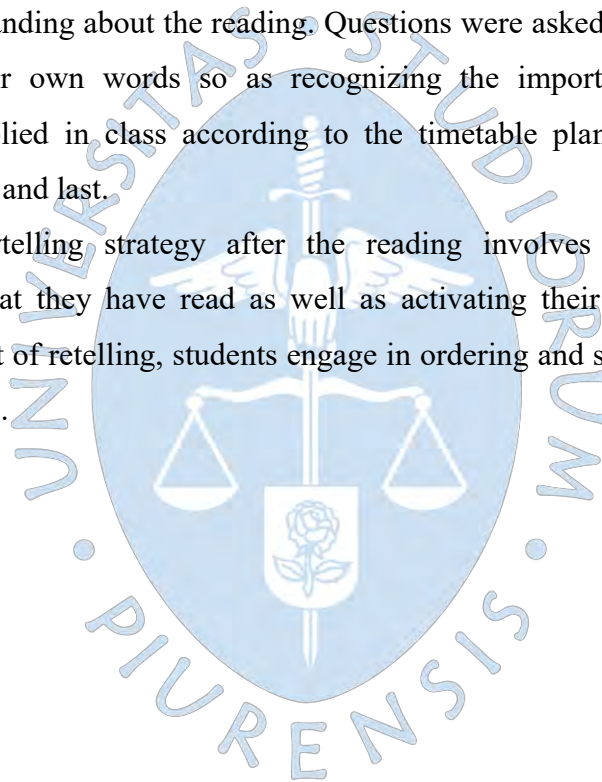 anding about the reading. Questions were asked
r own words so as recognizing the import
lied in class according to the timetable plan
and last.
rtelling strategy after the reading involves
at they have read as well as activating their
t of retelling, students engage in ordering and s
.
UNIVERSITAS • STUDIORUM • PIURENSIS •